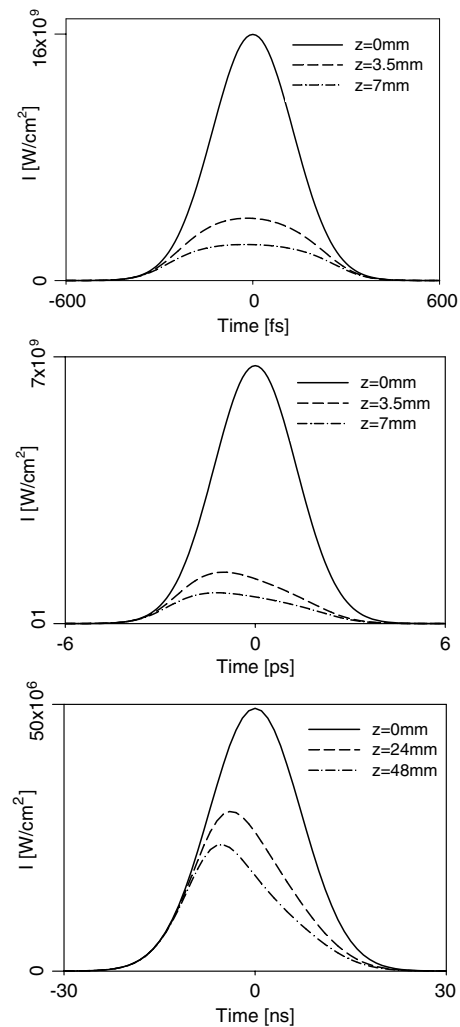 16x10⁹
I [W/cm²]
0
z=0mm
z=3.5mm
z=7mm
-600
0
600
Time [fs]
7x10⁹
I [W/cm²]
01
z=0mm
z=3.5mm
z=7mm
-6
0
6
Time [ps]
50x10⁶
I [W/cm²]
0
z=0mm
z=24mm
z=48mm
-30
0
30
Time [ns]